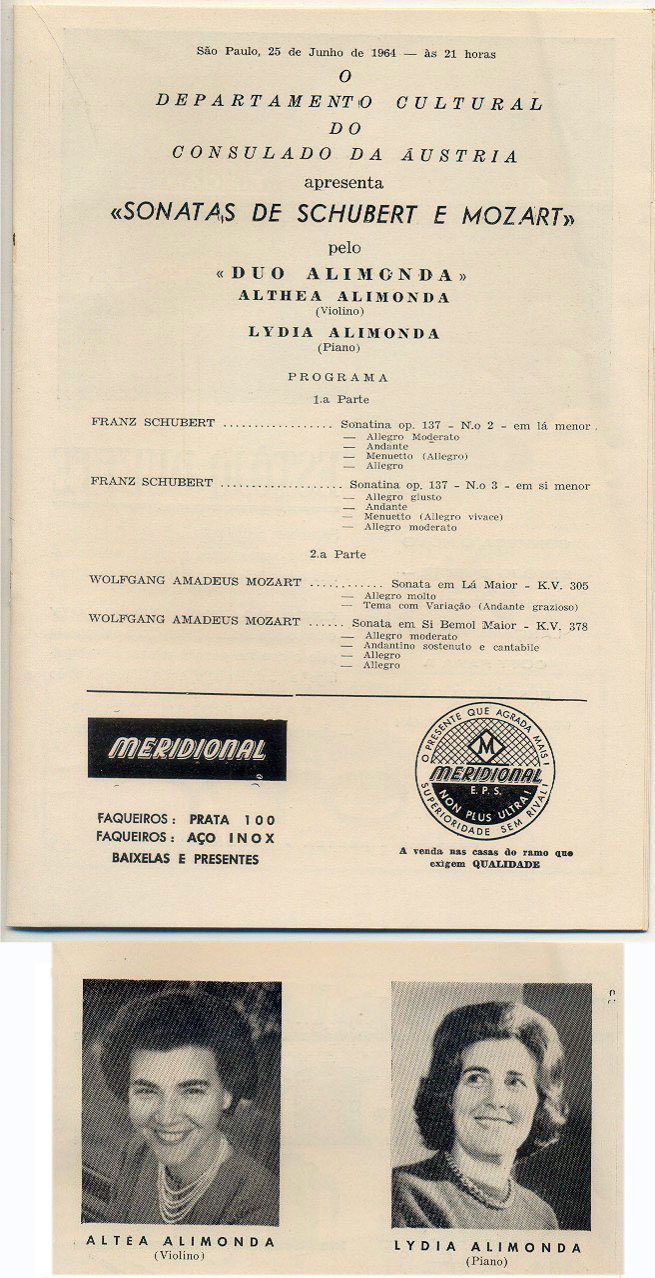 São Paulo, 25 de Junho de 1964 — às 21 horas
O
DEPARTAMENTO CULTURAL
DO
CONSULADO DA ÁUSTRIA
apresenta
«SONATAS DE SCHUBERT E MOZART»
pelo
« DUO ALIMONDA »
ALTHEA ALIMONDA
(Violino)
LYDIA ALIMONDA
(Piano)
PROGRAMA
1.a Parte
FRANZ SCHUBERT .................. Sonatina op. 137 - N.o 2 - em lá menor .
— Allegro Moderato
— Andante
— Menuetto (Allegro)
— Allegro
FRANZ SCHUBERT .................... Sonatina op. 137 - N.o 3 - em si menor
— Allegro giusto
— Andante
— Menuetto (Allegro vivace)
— Allegro moderato
2.a Parte
WOLFGANG AMADEUS MOZART ............ Sonata em Lá Maior - K.V. 305
— Allegro molto
— Tema com Variação (Andante grazioso)
WOLFGANG AMADEUS MOZART ...... Sonata em Si Bemol Maior - K.V. 378
— Allegro moderato
— Andantino sostenuto e cantabile
— Allegro
— Allegro
MERIDIONAL
FAQUEIROS: PRATA 100
FAQUEIROS: AÇO INOX
BAIXELAS E PRESENTES
O PRESENTE QUE AGRADA MAIS!
M
MERIDIONAL
E. P. S.
NON PLUS ULTRA!
SUPERIORIDADE SEM RIVAL!
A venda nas casas do ramo que
exigem QUALIDADE
ALTEA ALIMONDA
(Violino)
LYDIA ALIMONDA
(Piano)